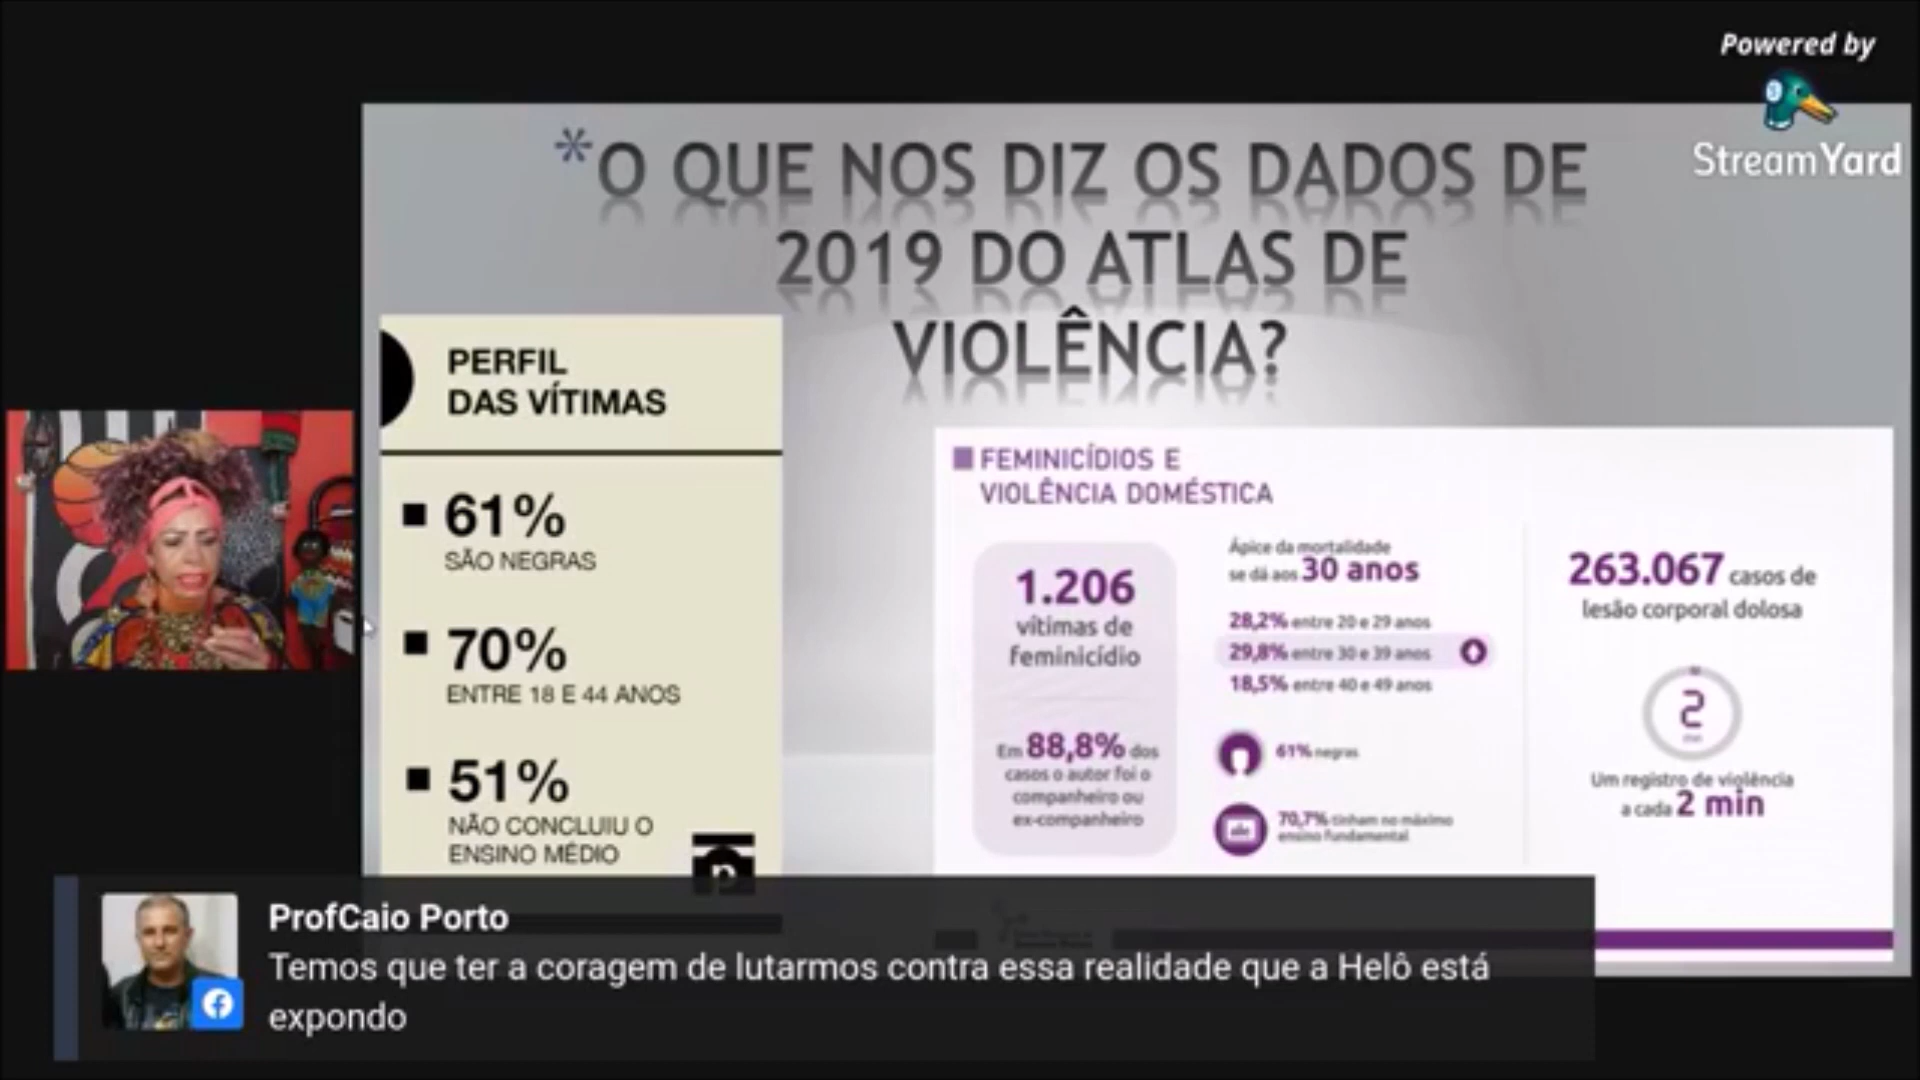 Powered by
StreamYard
*O QUE NOS DIZ OS DADOS DE
2019 DO ATLAS DE
VIOLÊNCIA?
PERFIL
DAS VÍTIMAS
61%
SÃO NEGRAS
70%
ENTRE 18 E 44 ANOS
51%
NÃO CONCLUIU O
ENSINO MÉDIO
p
FEMINICÍDIOS E
VIOLÊNCIA DOMÉSTICA
1.206
vítimas de
feminicídio
Em 88,8% dos
casos o autor foi o
companheiro ou
ex-companheiro
Ápice da mortalidade
se dá aos 30 anos
28,2% entre 20 e 29 anos
29,8% entre 30 e 39 anos
18,5% entre 40 e 49 anos
61% negras
70,7% tinham no máximo
ensino fundamental
263.067 casos de
lesão corporal dolosa
2
min
Um registro de violência
a cada 2 min
ProfCaio Porto
Temos que ter a coragem de lutarmos contra essa realidade que a Helô está
expondo